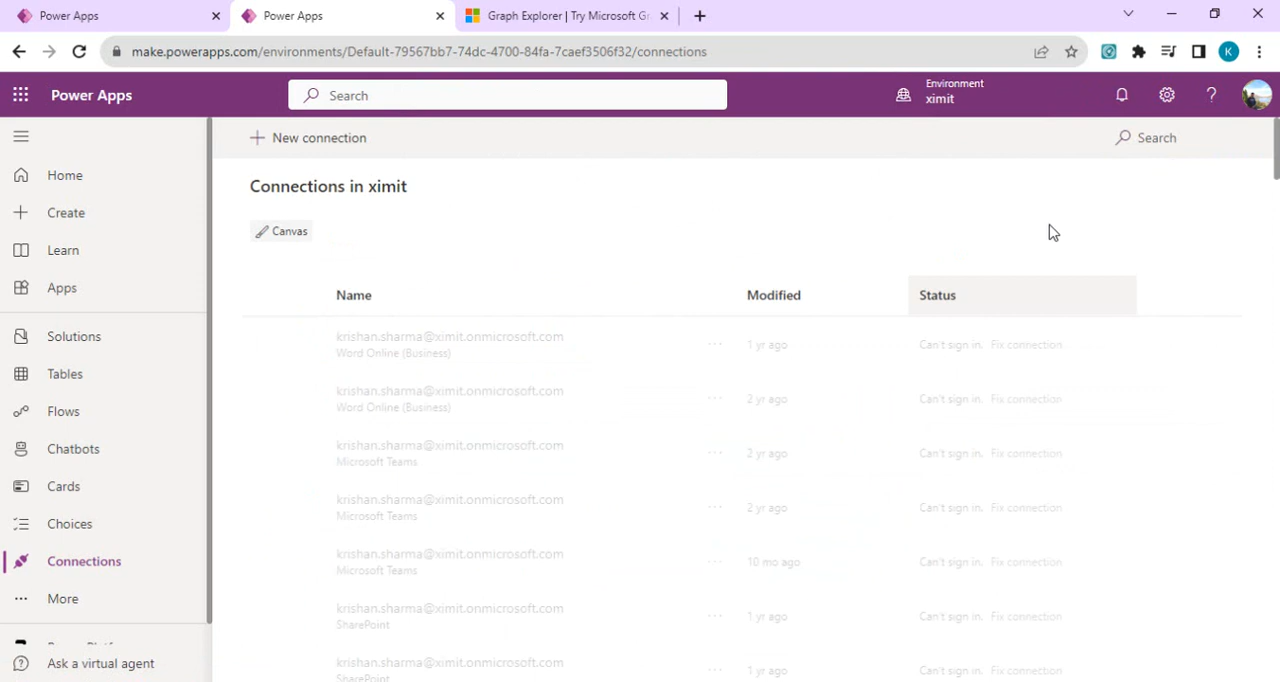 Power Apps
Power Apps
Graph Explorer | Try Microsoft Gr
make.powerapps.com/environments/Default-79567bb7-74dc-4700-84fa-7caef3506f32/connections
K
Power Apps
Search
Environment
ximit
New connection
Search
Home
Create
Learn
Apps
Solutions
Tables
Flows
Chatbots
Cards
Choices
Connections
More
Ask a virtual agent
Connections in ximit
Canvas
Name Modified Status
krishan.sharma@ximit.onmicrosoft.com
Word Online (Business)
1 yr ago Can't sign in. Fix connection
krishan.sharma@ximit.onmicrosoft.com
Word Online (Business)
2 yr ago Can't sign in. Fix connection
krishan.sharma@ximit.onmicrosoft.com
Microsoft Teams
2 yr ago Can't sign in. Fix connection
krishan.sharma@ximit.onmicrosoft.com
Microsoft Teams
2 yr ago Can't sign in. Fix connection
krishan.sharma@ximit.onmicrosoft.com
Microsoft Teams
10 mo ago Can't sign in. Fix connection
krishan.sharma@ximit.onmicrosoft.com
SharePoint
1 yr ago Can't sign in. Fix connection
krishan.sharma@ximit.onmicrosoft.com
SharePoint
1 yr ago Can't sign in. Fix connection